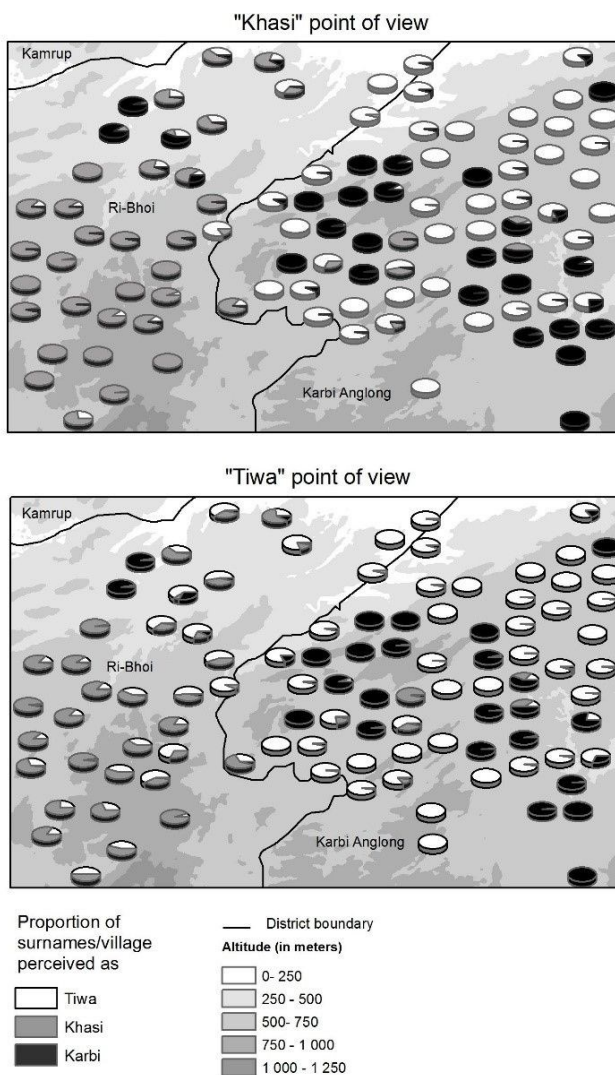 "Khasi" point of view
Kamrup
Ri-Bhoi
Karbi Anglong
"Tiwa" point of view
Kamrup
Ri-Bhoi
Karbi Anglong
Proportion of
surnames/village
perceived as
Tiwa
Khasi
Karbi
District boundary
Altitude (in meters)
0- 250
250 - 500
500- 750
750 - 1 000
1 000 - 1 250